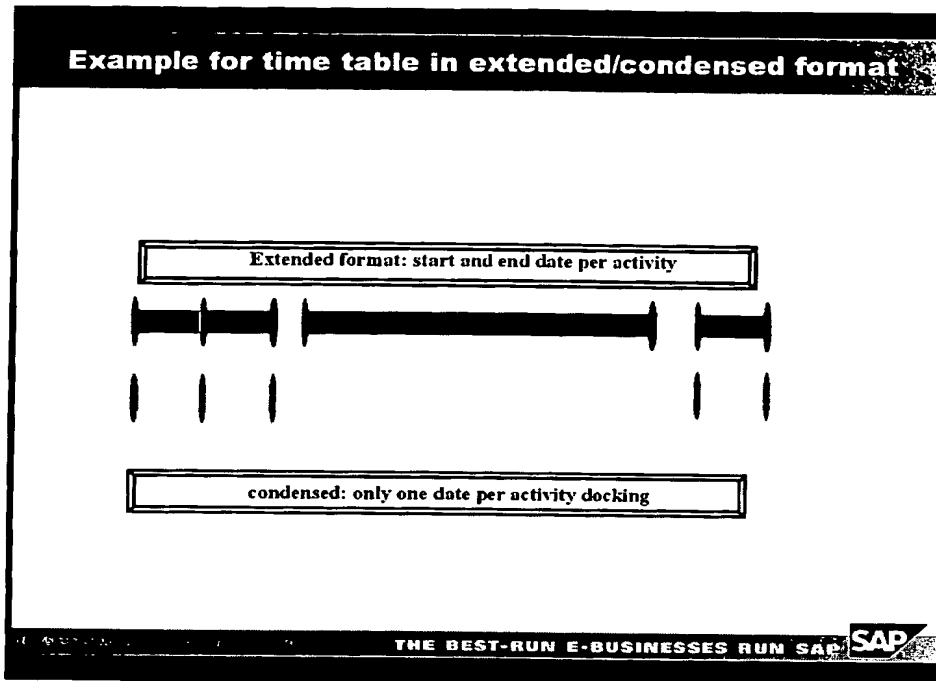 Example for time table in extended/condensed format
Extended format: start and end date per activity
condensed: only one date per activity docking
THE BEST-RUN E-BUSINESSES RUN SAP
SAP